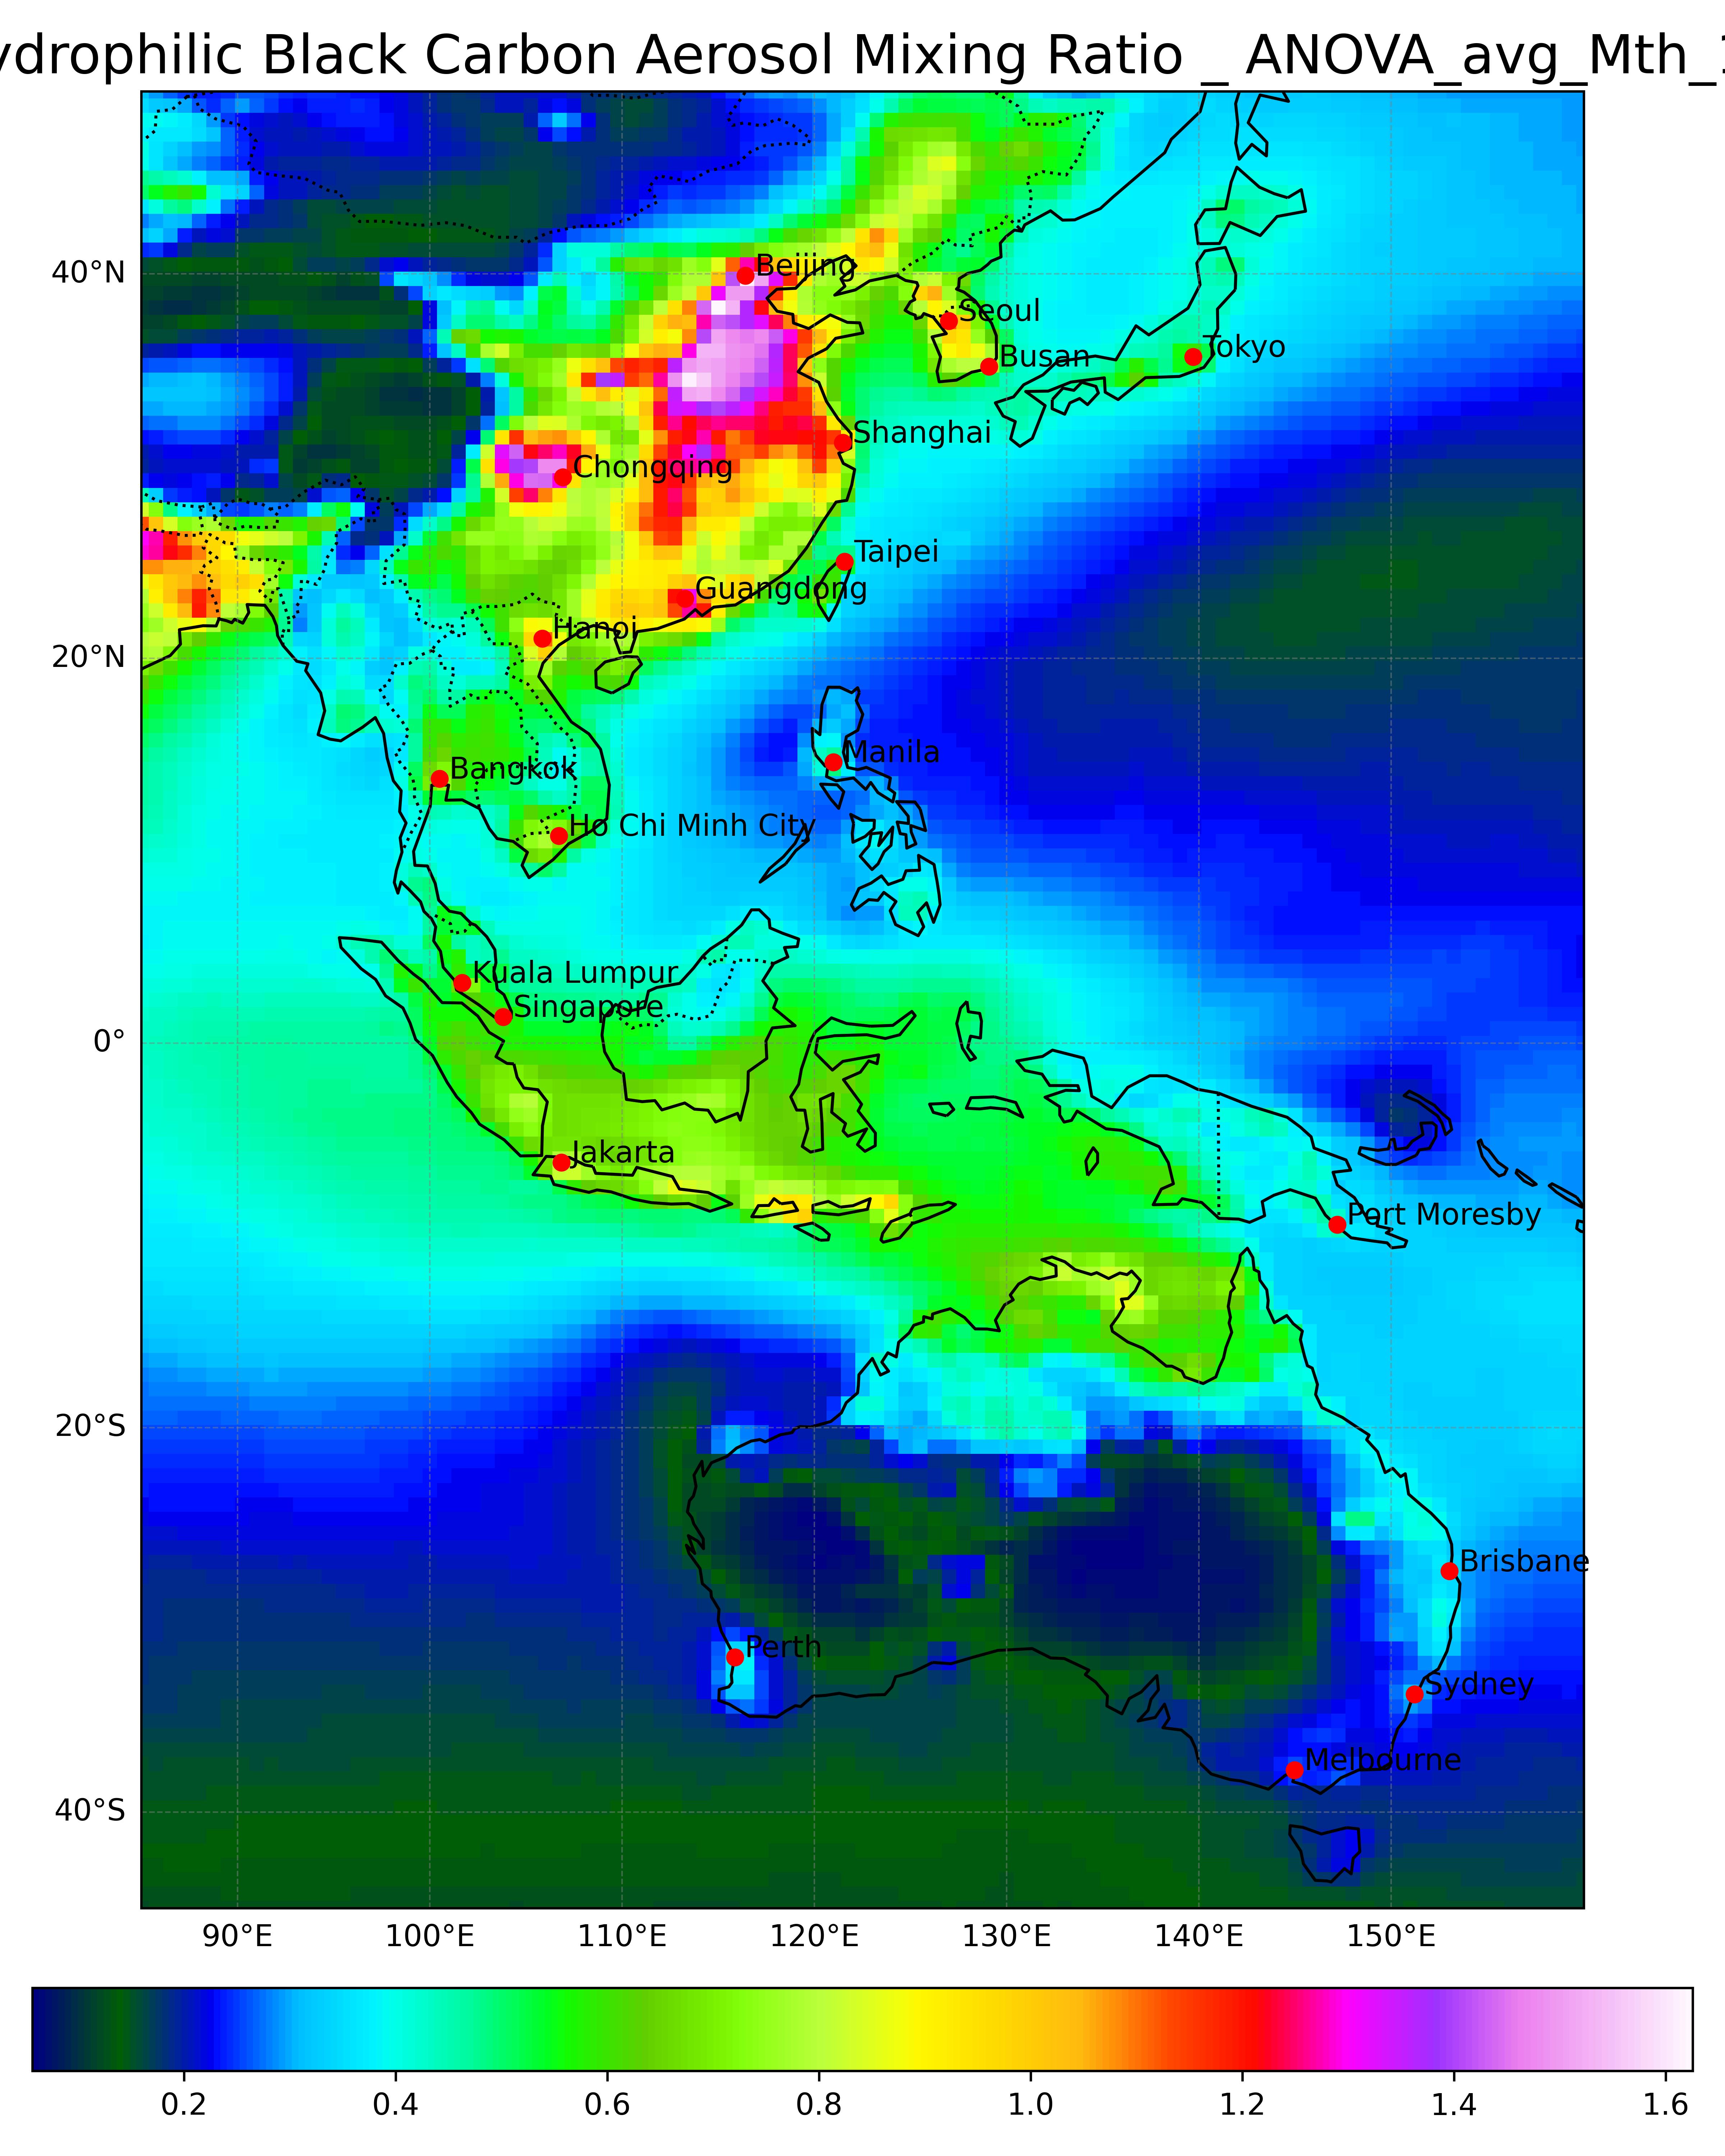 ydrophilic Black Carbon Aerosol Mixing Ratio _ ANOVA_avg_Mth_1
40°N
20°N
0°
20°S
40°S
Beijing
Seoul
Busan
Tokyo
Shanghai
Chongqing
Taipei
Guangdong
Hanoi
Manila
Bangkok
Ho Chi Minh City
Kuala Lumpur
Singapore
Jakarta
Port Moresby
Brisbane
Perth
Sydney
Melbourne
90°E 100°E 110°E 120°E 130°E 140°E 150°E
0.2 0.4 0.6 0.8 1.0 1.2 1.4 1.6